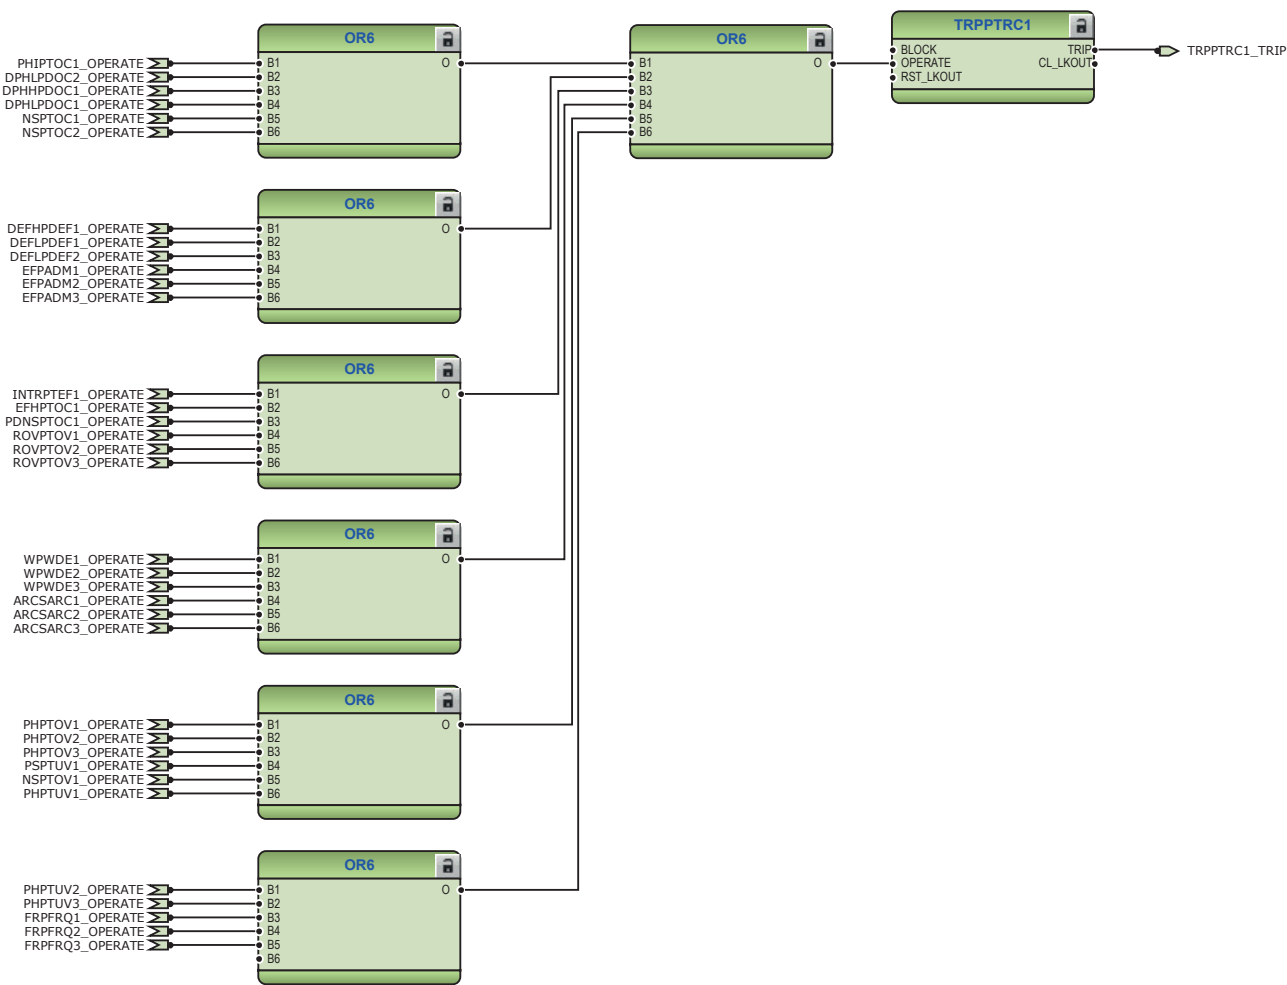 OR6
PHIPTOC1_OPERATE B1 O
DPHLPDOC2_OPERATE B2
DPHHPDOC1_OPERATE B3
DPHLPDOC1_OPERATE B4
NSPTOC1_OPERATE B5
NSPTOC2_OPERATE B6
OR6
B1 O
B2
B3
B4
B5
B6
TRPPTRC1
BLOCK TRIP TRPPTRC1_TRIP
OPERATE CL_LKOUT
RST_LKOUT
OR6
DEFHPDEF1_OPERATE B1 O
DEFLPDEF1_OPERATE B2
DEFLPDEF2_OPERATE B3
EFPADM1_OPERATE B4
EFPADM2_OPERATE B5
EFPADM3_OPERATE B6
OR6
INTRPTEF1_OPERATE B1 O
EFHPTOC1_OPERATE B2
PDNSPTOC1_OPERATE B3
ROVPTOV1_OPERATE B4
ROVPTOV2_OPERATE B5
ROVPTOV3_OPERATE B6
OR6
WPWDE1_OPERATE B1 O
WPWDE2_OPERATE B2
WPWDE3_OPERATE B3
ARCSARC1_OPERATE B4
ARCSARC2_OPERATE B5
ARCSARC3_OPERATE B6
OR6
PHPTOV1_OPERATE B1 O
PHPTOV2_OPERATE B2
PHPTOV3_OPERATE B3
PSPTUV1_OPERATE B4
NSPTOV1_OPERATE B5
PHPTUV1_OPERATE B6
OR6
PHPTUV2_OPERATE B1 O
PHPTUV3_OPERATE B2
FRPFRQ1_OPERATE B3
FRPFRQ2_OPERATE B4
FRPFRQ3_OPERATE B5
B6